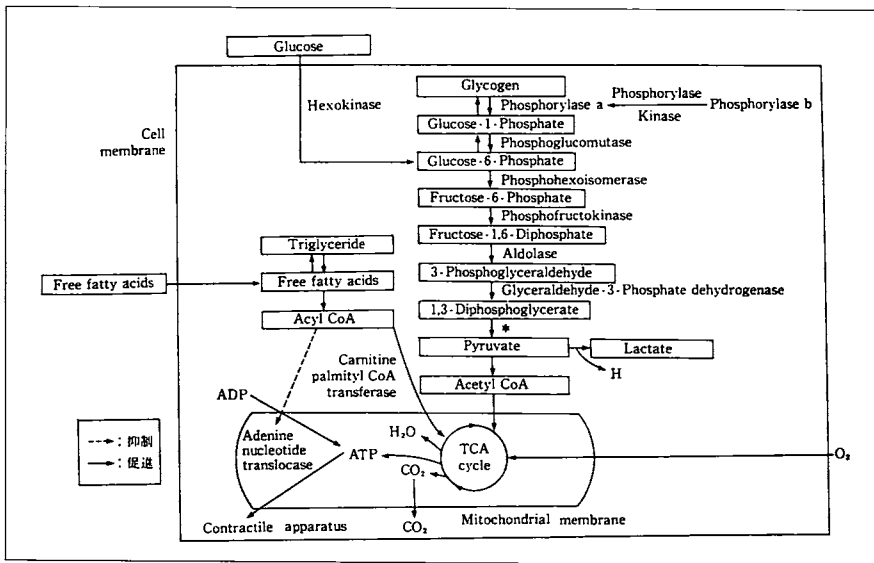 Glucose
Glycogen
Hexokinase
Phosphorylase a
Phosphorylase
Kinase
Phosphorylase b
Cell
membrane
Glucose-1-Phosphate
Phosphoglucomutase
Glucose-6-Phosphate
Phosphohexoisomerase
Fructose-6-Phosphate
Phosphofructokinase
Fructose-1,6-Diphosphate
Aldolase
Triglyceride
3-Phosphoglyceraldehyde
Free fatty acids
Free fatty acids
Glyceraldehyde-3-Phosphate dehydrogenase
1,3-Diphosphoglycerate
Acyl CoA
*
Pyruvate
Lactate
H
Carnitine
palmityl CoA
transferase
Acetyl CoA
ADP
Adenine
nucleotide
translocase
ATP
H₂O
CO₂
TCA
cycle
O₂
CO₂
Contractile apparatus
Mitochondrial membrane
:抑制
:促進